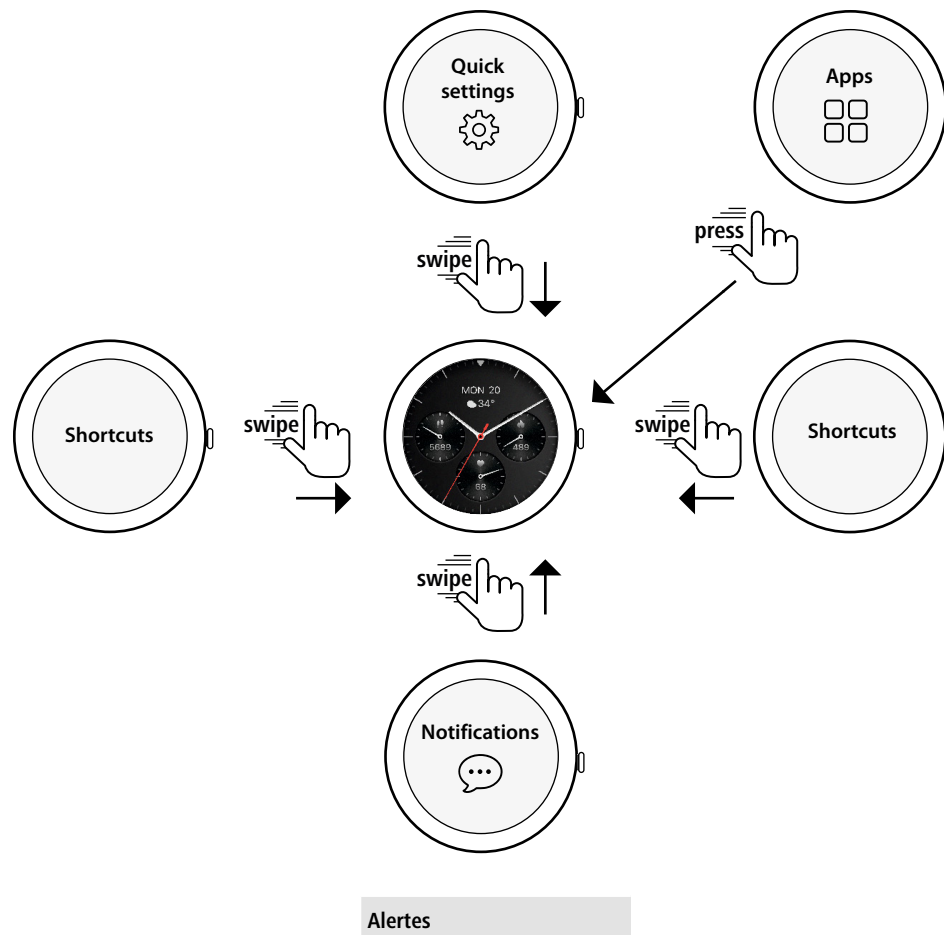 Quick
settings
Apps
press
swipe
MON 20
34°
5689
489
68
Shortcuts
swipe
swipe
Shortcuts
swipe
Notifications
Alertes